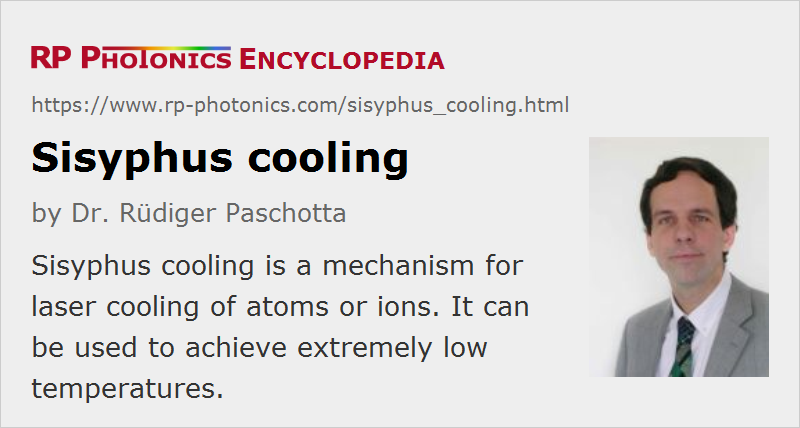 RP PHOTONICS ENCYCLOPEDIA
https://www.rp-photonics.com/sisyphus_cooling.html
Sisyphus cooling
by Dr. Rüdiger Paschotta
Sisyphus cooling is a mechanism for
laser cooling of atoms or ions. It can
be used to achieve extremely low
temperatures.